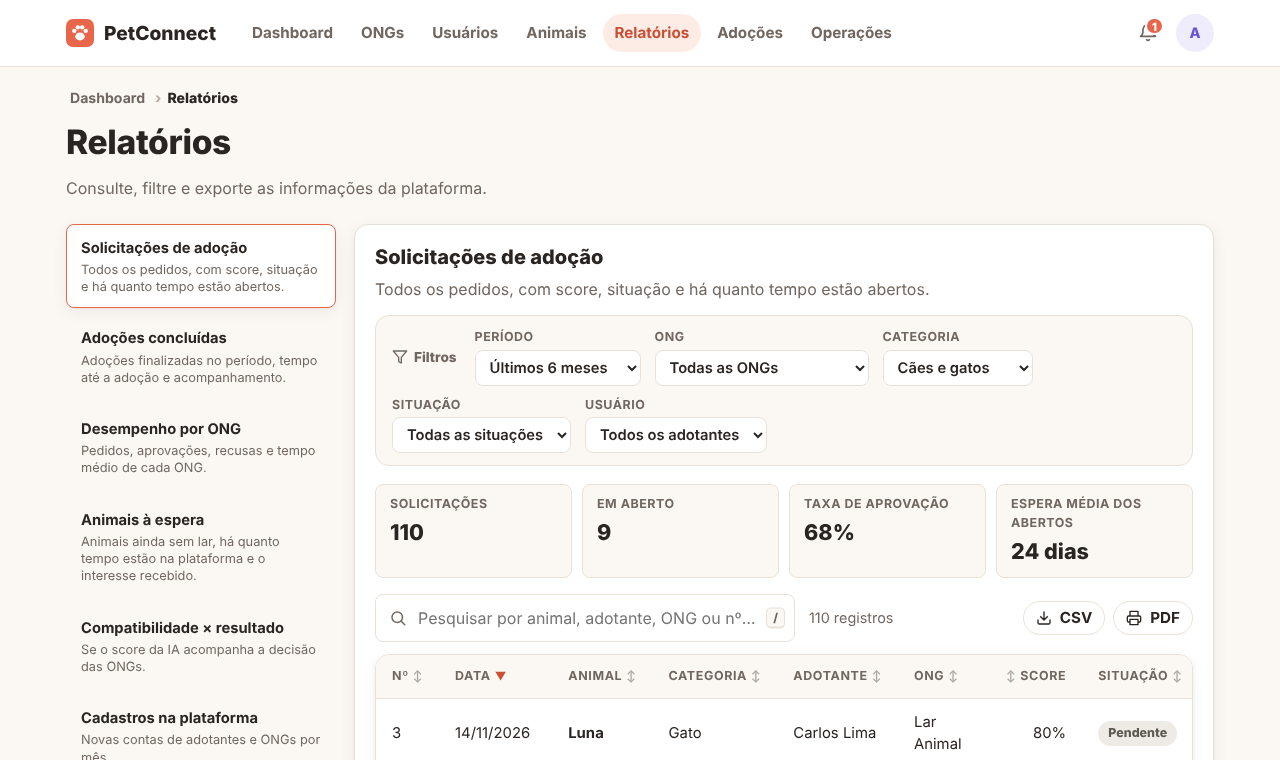 PetConnect
Dashboard
ONGs
Usuários
Animais
Relatórios
Adoções
Operações
1
A
Dashboard › Relatórios
Relatórios
Consulte, filtre e exporte as informações da plataforma.
Solicitações de adoção
Todos os pedidos, com score, situação
e há quanto tempo estão abertos.
Adoções concluídas
Adoções finalizadas no período, tempo
até a adoção e acompanhamento.
Desempenho por ONG
Pedidos, aprovações, recusas e tempo
médio de cada ONG.
Animais à espera
Animais ainda sem lar, há quanto
tempo estão na plataforma e o
interesse recebido.
Compatibilidade × resultado
Se o score da IA acompanha a decisão
das ONGs.
Cadastros na plataforma
Novas contas de adotantes e ONGs por
mês.
Solicitações de adoção
Todos os pedidos, com score, situação e há quanto tempo estão abertos.
Filtros
PERÍODO
Últimos 6 meses
ONG
Todas as ONGs
CATEGORIA
Cães e gatos
SITUAÇÃO
Todas as situações
USUÁRIO
Todos os adotantes
SOLICITAÇÕES
110
EM ABERTO
9
TAXA DE APROVAÇÃO
68%
ESPERA MÉDIA DOS
ABERTOS
24 dias
Pesquisar por animal, adotante, ONG ou nº… /
110 registros
CSV
PDF
Nº ↕ DATA ▼ ANIMAL ↕ CATEGORIA ↕ ADOTANTE ↕ ONG ↕ ↕ SCORE SITUAÇÃO ↕
3 14/11/2026 Luna Gato Carlos Lima Lar Animal 80% Pendente